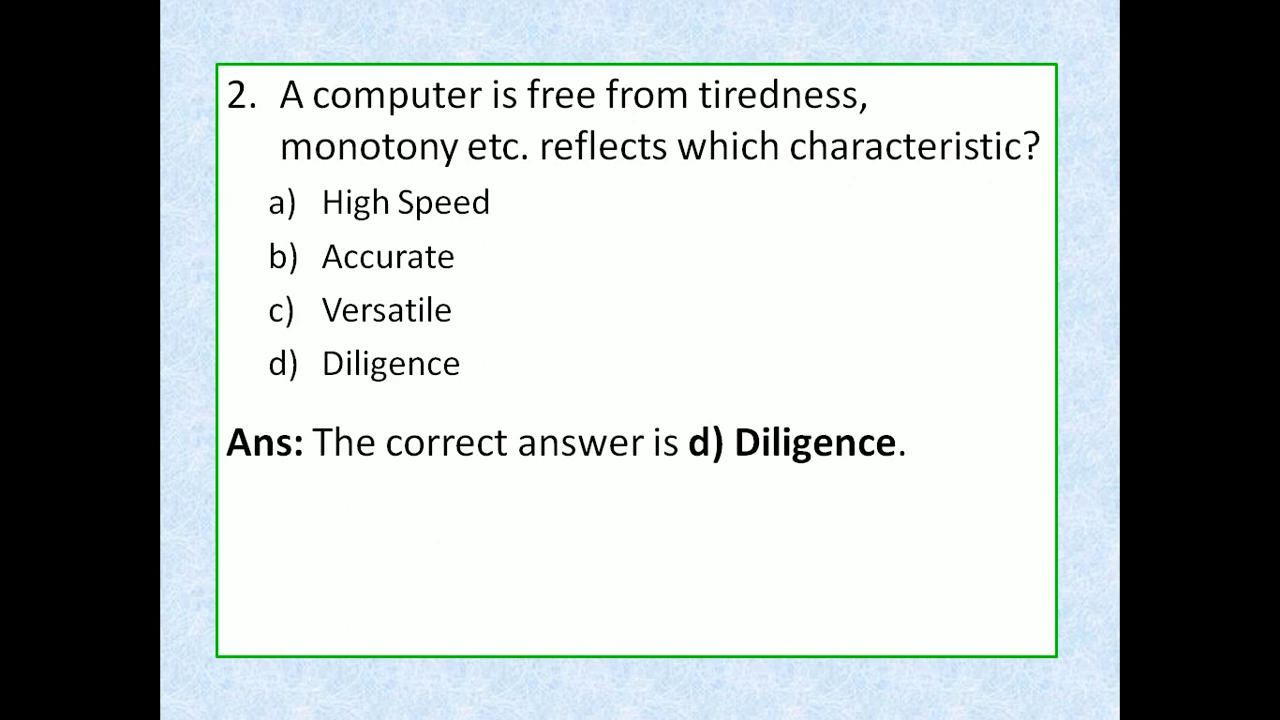 2. A computer is free from tiredness,
monotony etc. reflects which characteristic?
a) High Speed
b) Accurate
c) Versatile
d) Diligence
Ans: The correct answer is d) Diligence.